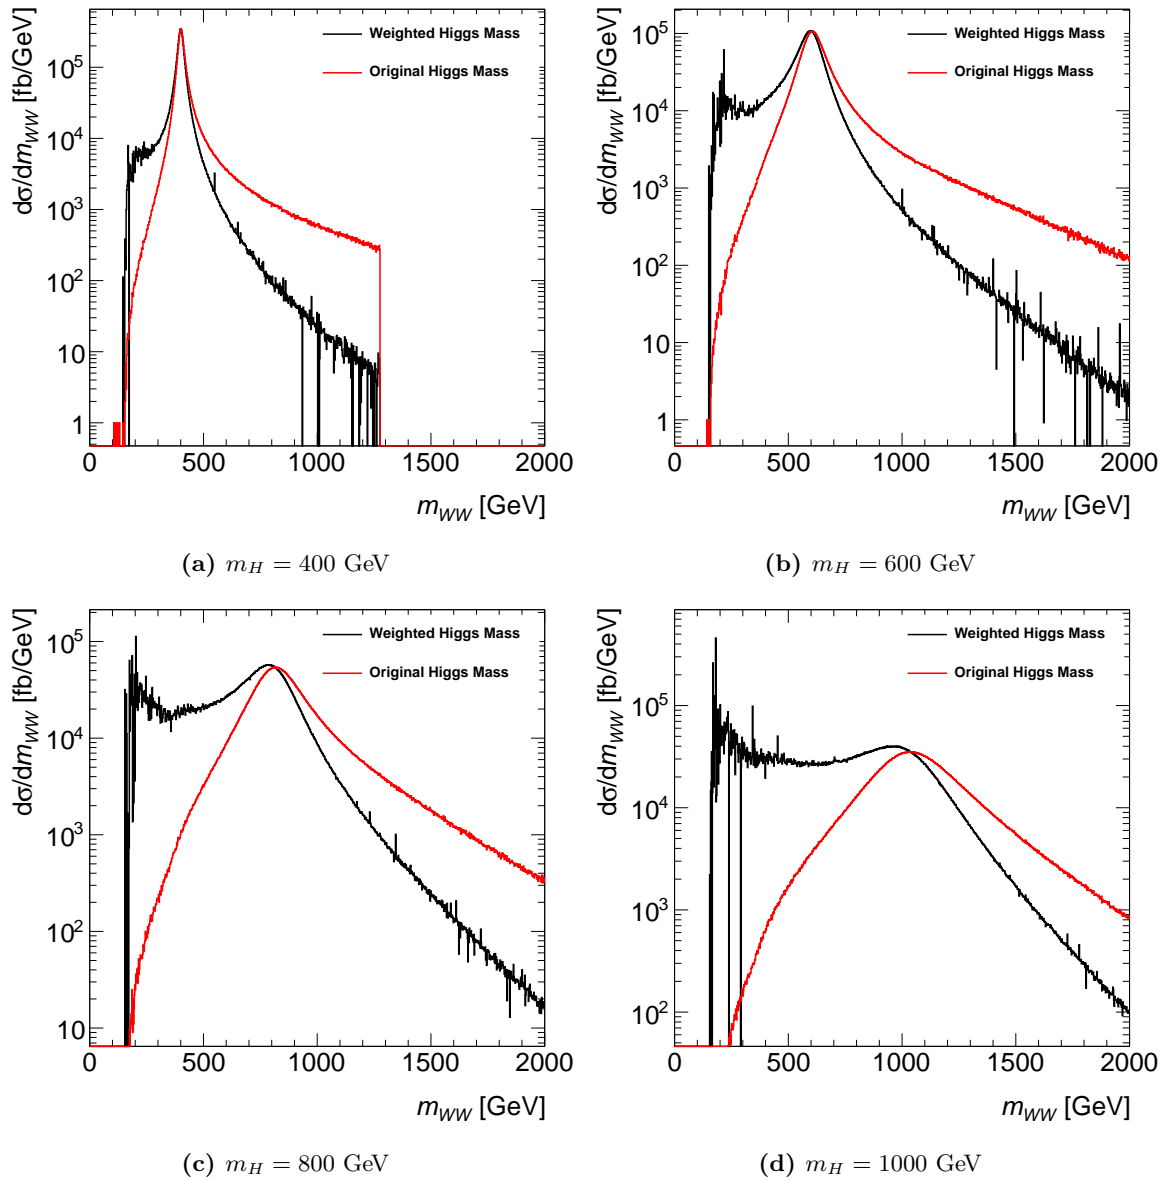 dσ/dm_WW [fb/GeV]
Weighted Higgs Mass
Original Higgs Mass
10^5
10^4
10^3
10^2
10
1
0 500 1000 1500 2000
m_WW [GeV]
(a) m_H = 400 GeV
dσ/dm_WW [fb/GeV]
Weighted Higgs Mass
Original Higgs Mass
10^5
10^4
10^3
10^2
10
1
0 500 1000 1500 2000
m_WW [GeV]
(b) m_H = 600 GeV
dσ/dm_WW [fb/GeV]
Weighted Higgs Mass
Original Higgs Mass
10^5
10^4
10^3
10^2
10
0 500 1000 1500 2000
m_WW [GeV]
(c) m_H = 800 GeV
dσ/dm_WW [fb/GeV]
Weighted Higgs Mass
Original Higgs Mass
10^5
10^4
10^3
10^2
0 500 1000 1500 2000
m_WW [GeV]
(d) m_H = 1000 GeV